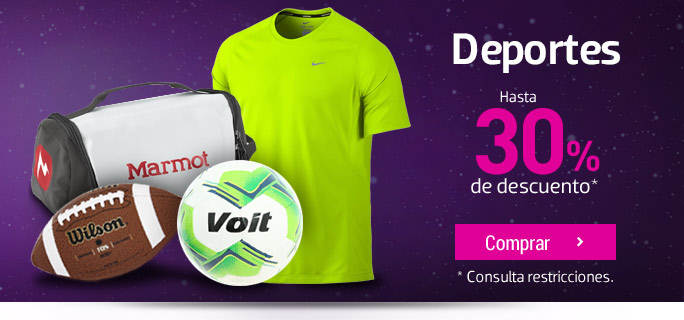 Deportes
Hasta
30%
de descuento*
Comprar >
* Consulta restricciones.
Marmot
Wilson
Voit